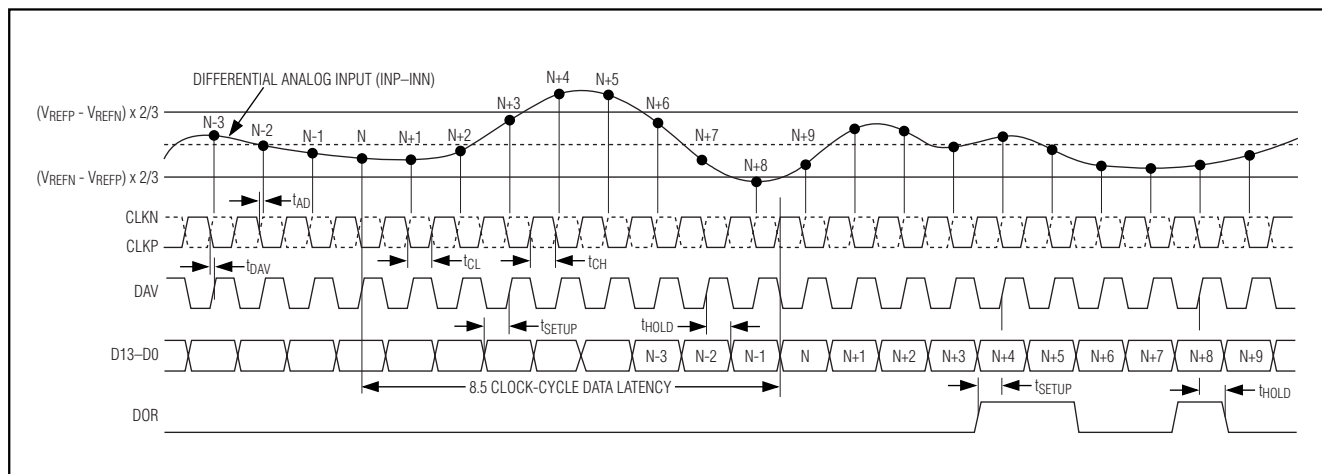 DIFFERENTIAL ANALOG INPUT (INP–INN)
N+4
N+5
N+3
N+6
(VREFP - VREFN) x 2/3
N-3
N-2
N-1
N
N+1
N+2
N+7
N+9
N+8
(VREFN - VREFP) x 2/3
tAD
CLKN
CLKP
tDAV
tCL
tCH
DAV
tSETUP
tHOLD
D13–D0
N-3
N-2
N-1
N
N+1
N+2
N+3
N+4
N+5
N+6
N+7
N+8
N+9
8.5 CLOCK-CYCLE DATA LATENCY
tSETUP
tHOLD
DOR